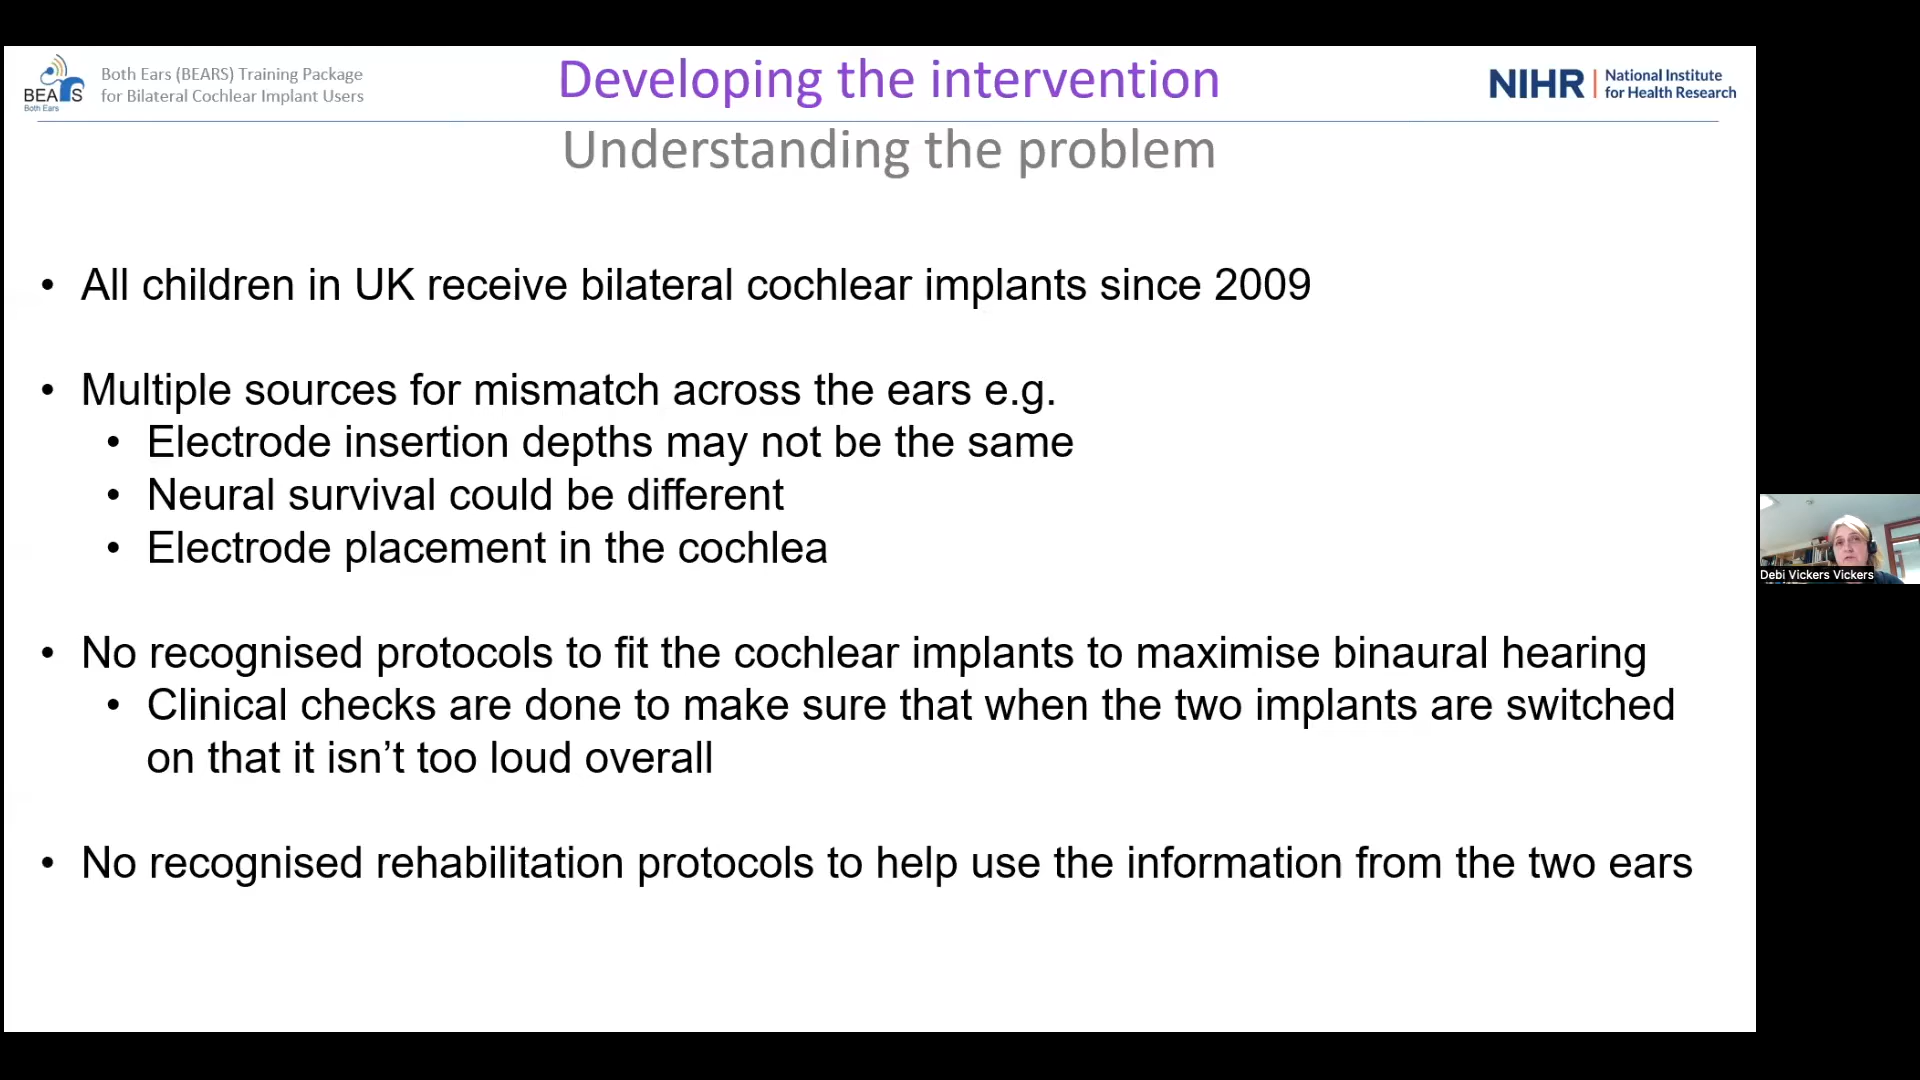 BEARS
Both Ears
Both Ears (BEARS) Training Package
for Bilateral Cochlear Implant Users
Developing the intervention
NIHR | National Institute
for Health Research
Understanding the problem
• All children in UK receive bilateral cochlear implants since 2009
• Multiple sources for mismatch across the ears e.g.
• Electrode insertion depths may not be the same
• Neural survival could be different
• Electrode placement in the cochlea
• No recognised protocols to fit the cochlear implants to maximise binaural hearing
• Clinical checks are done to make sure that when the two implants are switched
on that it isn’t too loud overall
• No recognised rehabilitation protocols to help use the information from the two ears
Debi Vickers Vickers